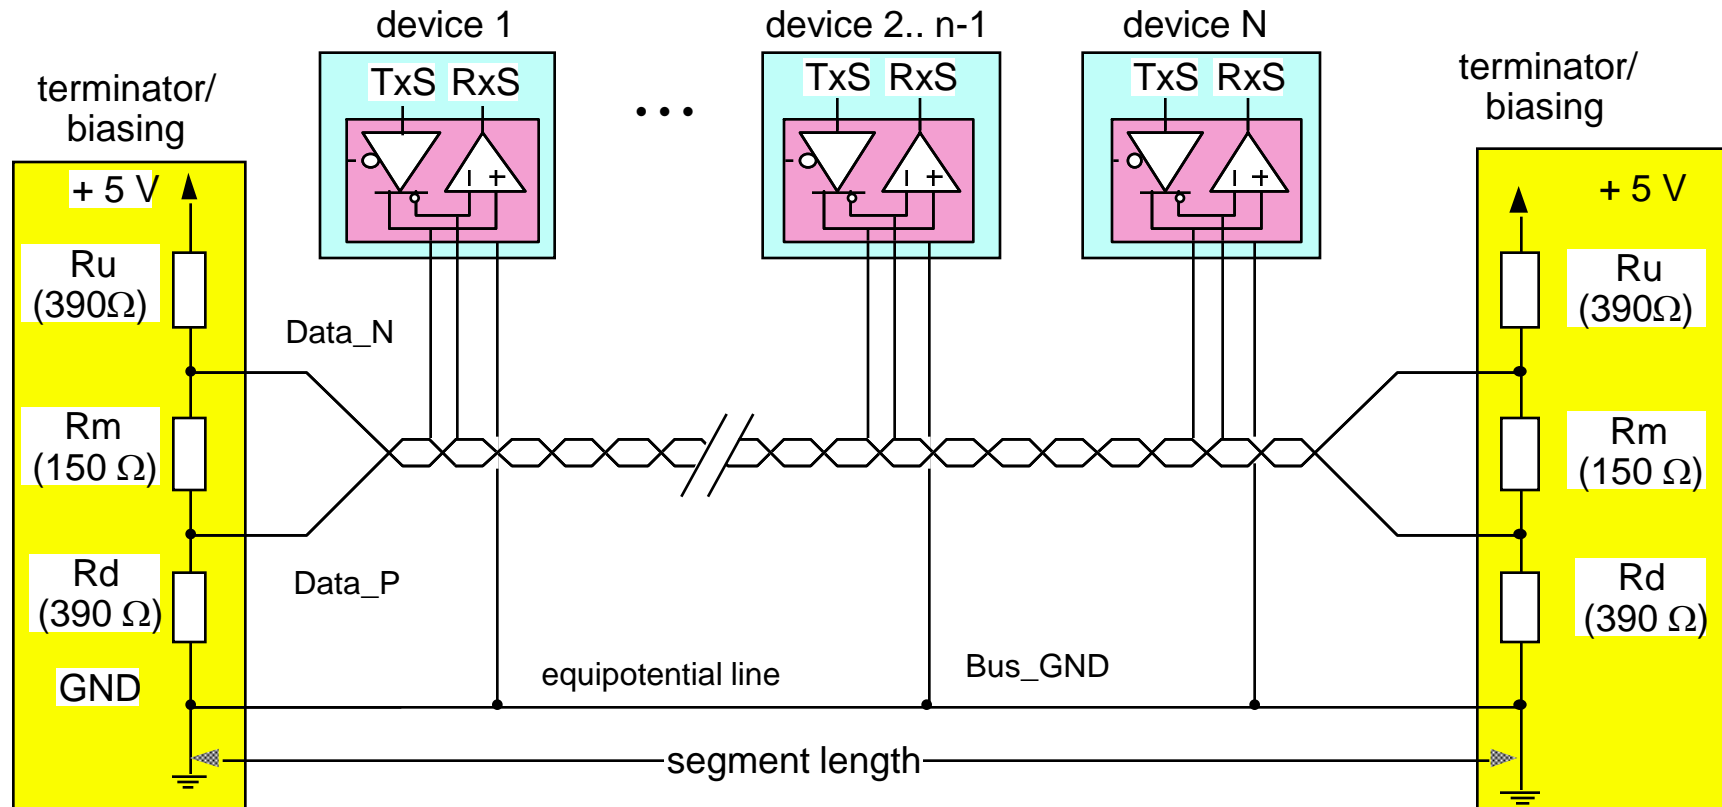 device 1
device 2.. n-1
device N
terminator/
biasing
TxS RxS
• • •
TxS RxS
TxS RxS
terminator/
biasing
+ 5 V
+ 5 V
Ru
(390Ω)
Data_N
Ru
(390Ω)
Rm
(150 Ω)
Rm
(150 Ω)
Rd
(390 Ω)
Data_P
Rd
(390 Ω)
GND
equipotential line
Bus_GND
segment length